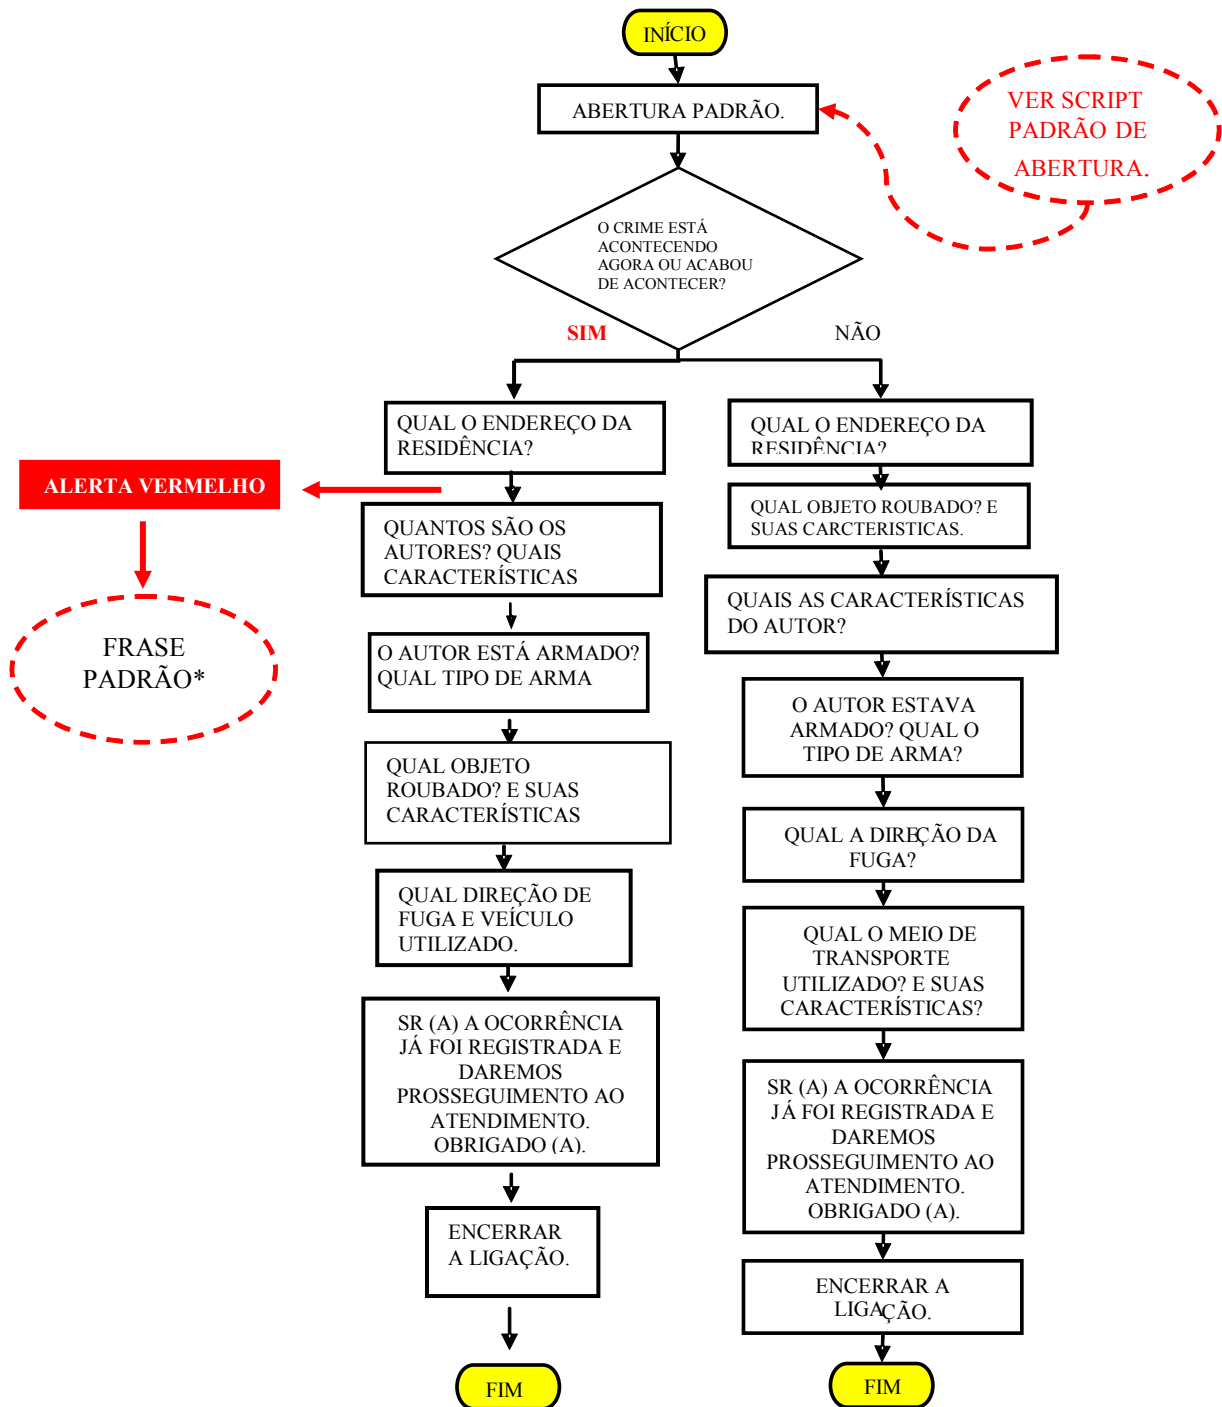 INÍCIO
ABERTURA PADRÃO.
VER SCRIPT
PADRÃO DE
ABERTURA.
O CRIME ESTÁ
ACONTECENDO
AGORA OU ACABOU
DE ACONTECER?
SIM
NÃO
QUAL O ENDEREÇO DA
RESIDÊNCIA?
ALERTA VERMELHO
FRASE
PADRÃO*
QUANTOS SÃO OS
AUTORES? QUAIS
CARACTERÍSTICAS
O AUTOR ESTÁ ARMADO?
QUAL TIPO DE ARMA
QUAL OBJETO
ROUBADO? E SUAS
CARACTERÍSTICAS
QUAL DIREÇÃO DE
FUGA E VEÍCULO
UTILIZADO.
SR (A) A OCORRÊNCIA
JÁ FOI REGISTRADA E
DAREMOS
PROSSEGUIMENTO AO
ATENDIMENTO.
OBRIGADO (A).
ENCERRAR
A LIGAÇÃO.
FIM
QUAL O ENDEREÇO DA
RESIDÊNCIA?
QUAL OBJETO ROUBADO? E
SUAS CARCTERISTICAS.
QUAIS AS CARACTERÍSTICAS
DO AUTOR?
O AUTOR ESTAVA
ARMADO? QUAL O
TIPO DE ARMA?
QUAL A DIREÇÃO DA
FUGA?
QUAL O MEIO DE
TRANSPORTE
UTILIZADO? E SUAS
CARACTERÍSTICAS?
SR (A) A OCORRÊNCIA
JÁ FOI REGISTRADA E
DAREMOS
PROSSEGUIMENTO AO
ATENDIMENTO.
OBRIGADO (A).
ENCERRAR A
LIGAÇÃO.
FIM